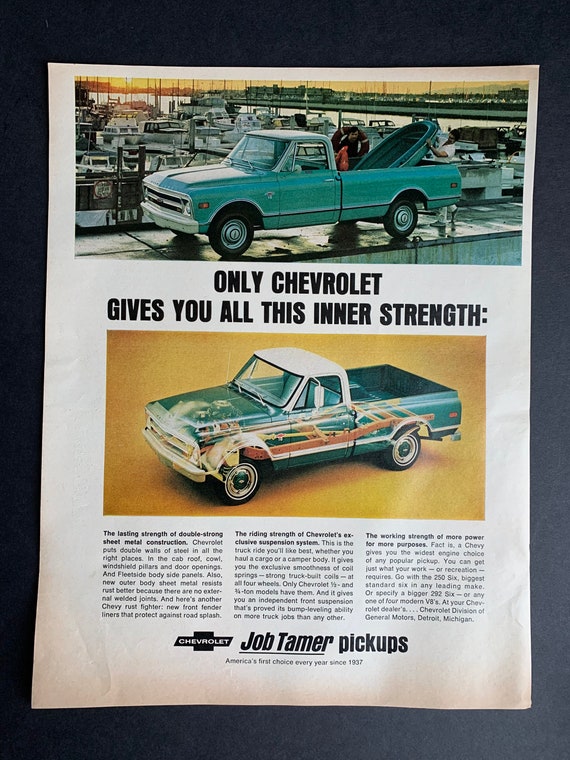 ONLY CHEVROLET
GIVES YOU ALL THIS INNER STRENGTH:
The lasting strength of double-strong
sheet metal construction. Chevrolet
puts double walls of steel in all the
right places. In the cab roof, cowl,
windshield pillars and door openings.
And Fleetside body side panels. Also,
new outer body sheet metal resists
rust better because there are no exter-
nal welded joints. And here's another
Chevy rust fighter: new front fender
liners that protect against road splash.
The riding strength of Chevrolet's ex-
clusive suspension system. This is the
truck ride you'll like best, whether you
haul a cargo or a camper body. It gives
you the exclusive smoothness of coil
springs — strong truck-built coils — at
all four wheels. Only Chevrolet ½- and
¾-ton models have them. And it gives
you an independent front suspension
that's proved its bump-leveling ability
on more truck jobs than any other.
The working strength of more power
for more purposes. Fact is, a Chevy
gives you the widest engine choice
of any popular pickup. You can get
just what your work — or recreation —
requires. Go with the 250 Six, biggest
standard six in any leading make.
Or specify a bigger 292 Six — or any
one of four modern V8's. At your Chev-
rolet dealer's. . . . Chevrolet Division of
General Motors, Detroit, Michigan.
CHEVROLET Job Tamer pickups
America's first choice every year since 1937